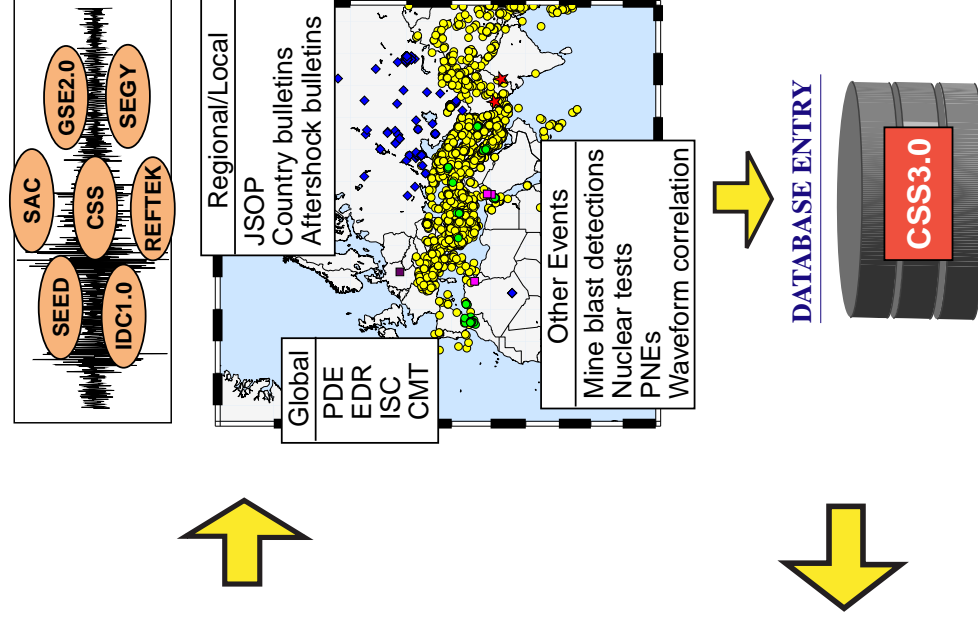 SEED
SAC
GSE2.0
IDC1.0
CSS
SEGY
REFTEK
Regional/Local
JSOP
Country bulletins
Aftershock bulletins
Global
PDE
EDR
ISC
CMT
Other Events
Mine blast detections
Nuclear tests
PNEs
Waveform correlation
DATABASE ENTRY
CSS3.0